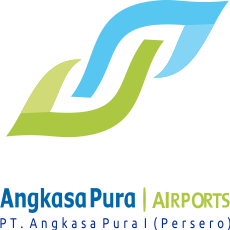 Angkasa Pura | AIRPORTS
PT. Angkasa Pura I (Persero)